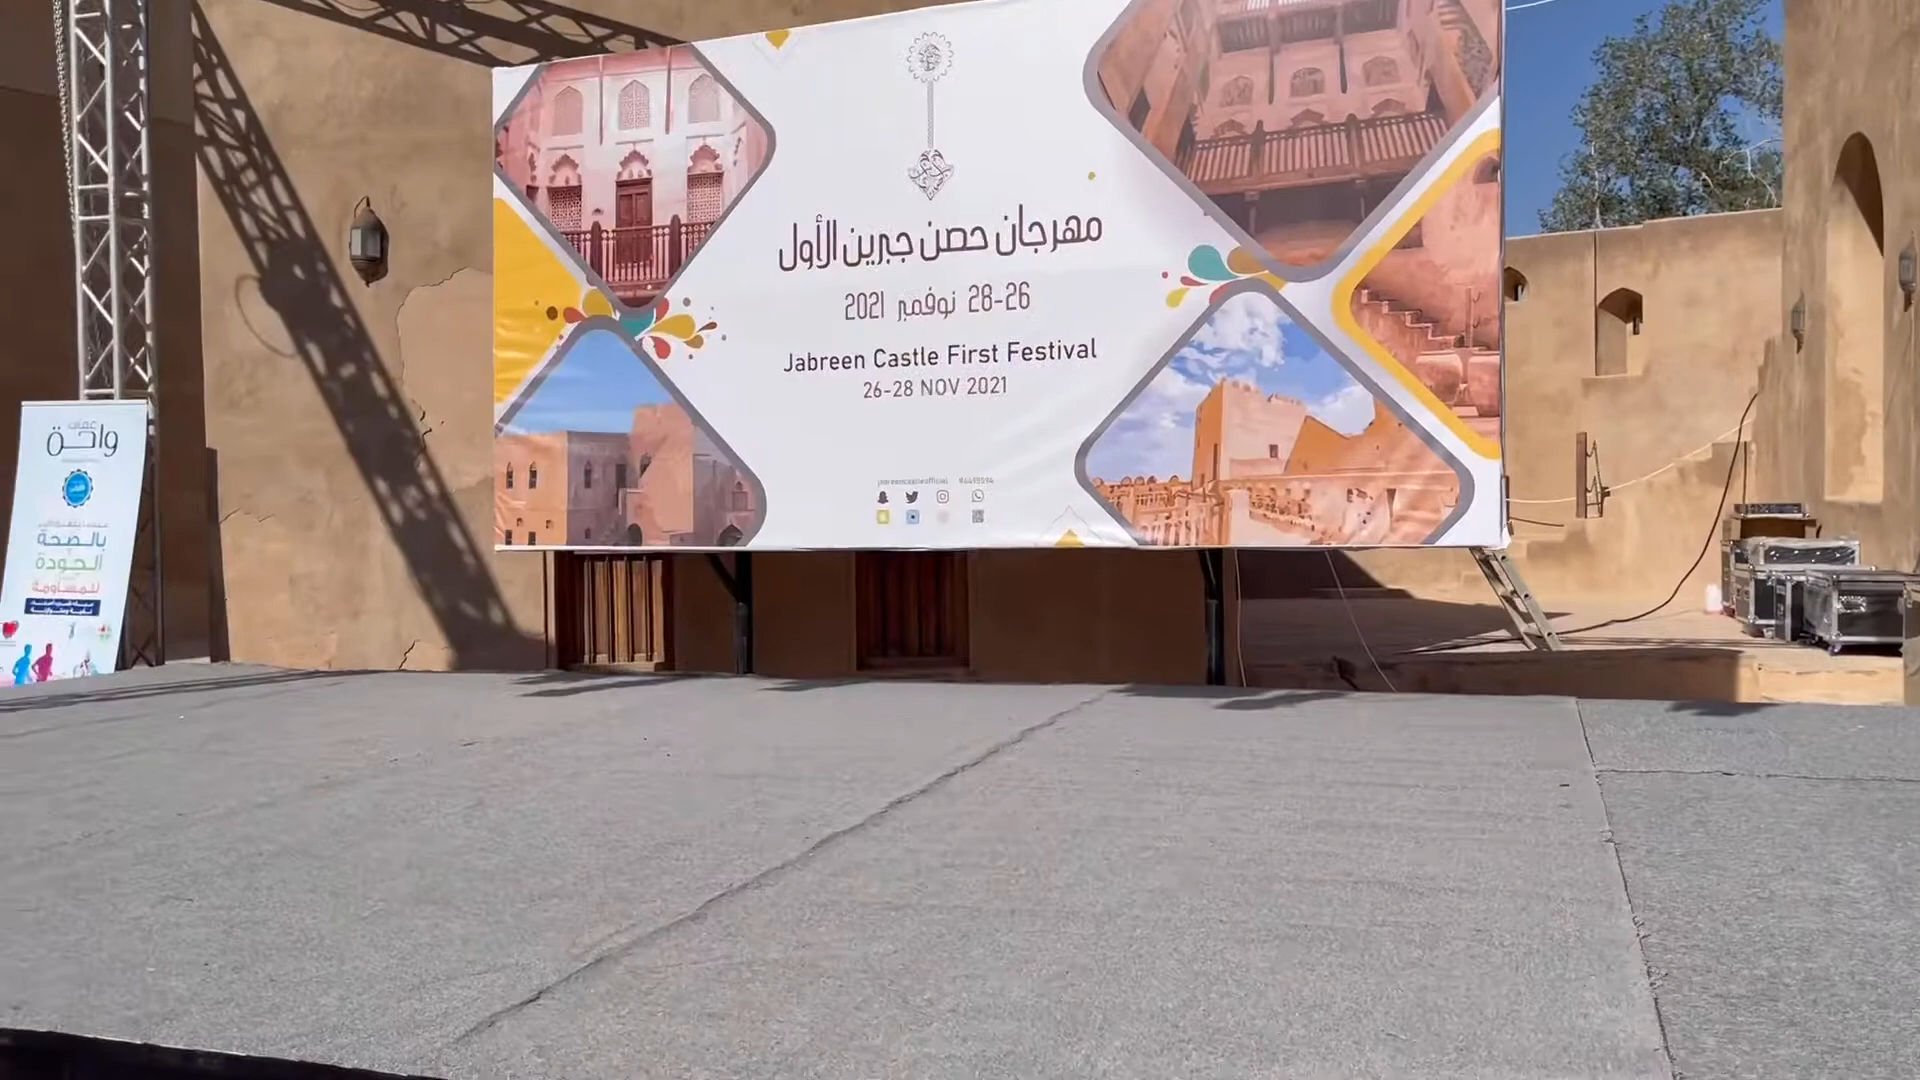 مهرجان حصن جبرين الأول
28-26 نوفمبر 2021
Jabreen Castle First Festival
26-28 NOV 2021
واحة
بالصحة
الجودة
للمساومة